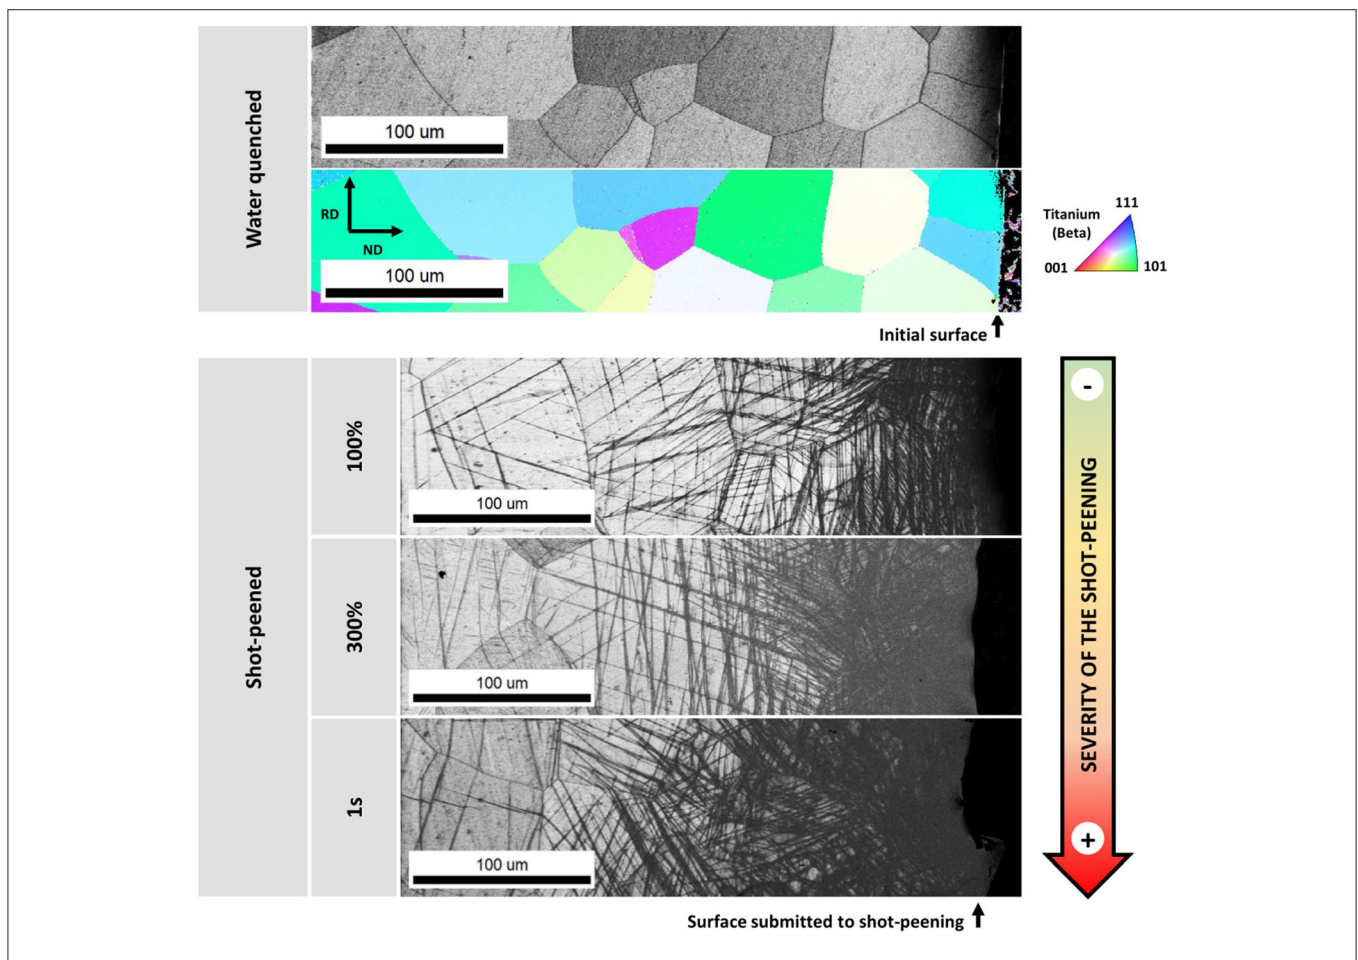 Water quenched
100 um
RD
ND
100 um
Titanium
(Beta)
111
001
101
Initial surface
Shot-peened
100%
100 um
300%
100 um
1s
100 um
-
SEVERITY OF THE SHOT-PEENING
+
Surface submitted to shot-peening